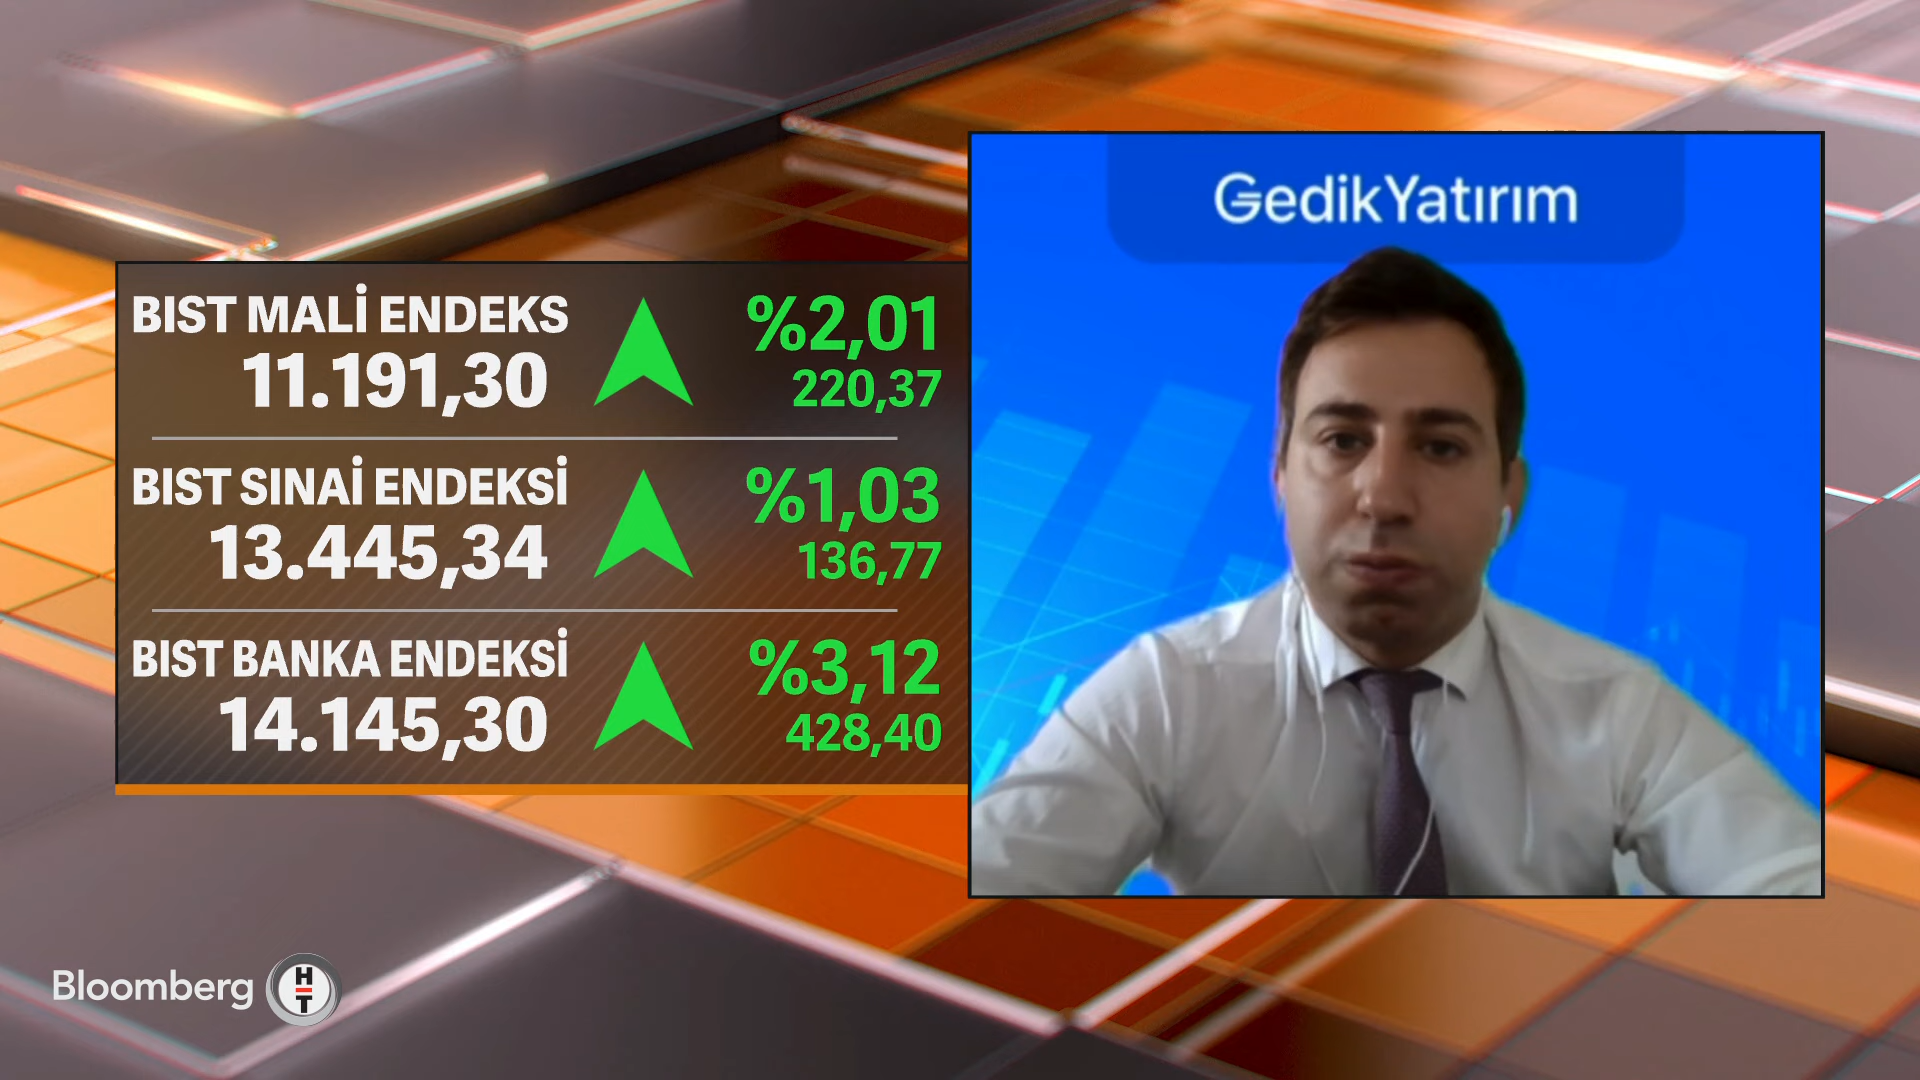 GedikYatırım
BIST MALİ ENDEKS
11.191,30
%2,01
220,37
BIST SINAİ ENDEKSİ
13.445,34
%1,03
136,77
BIST BANKA ENDEKSİ
14.145,30
%3,12
428,40
Bloomberg HT